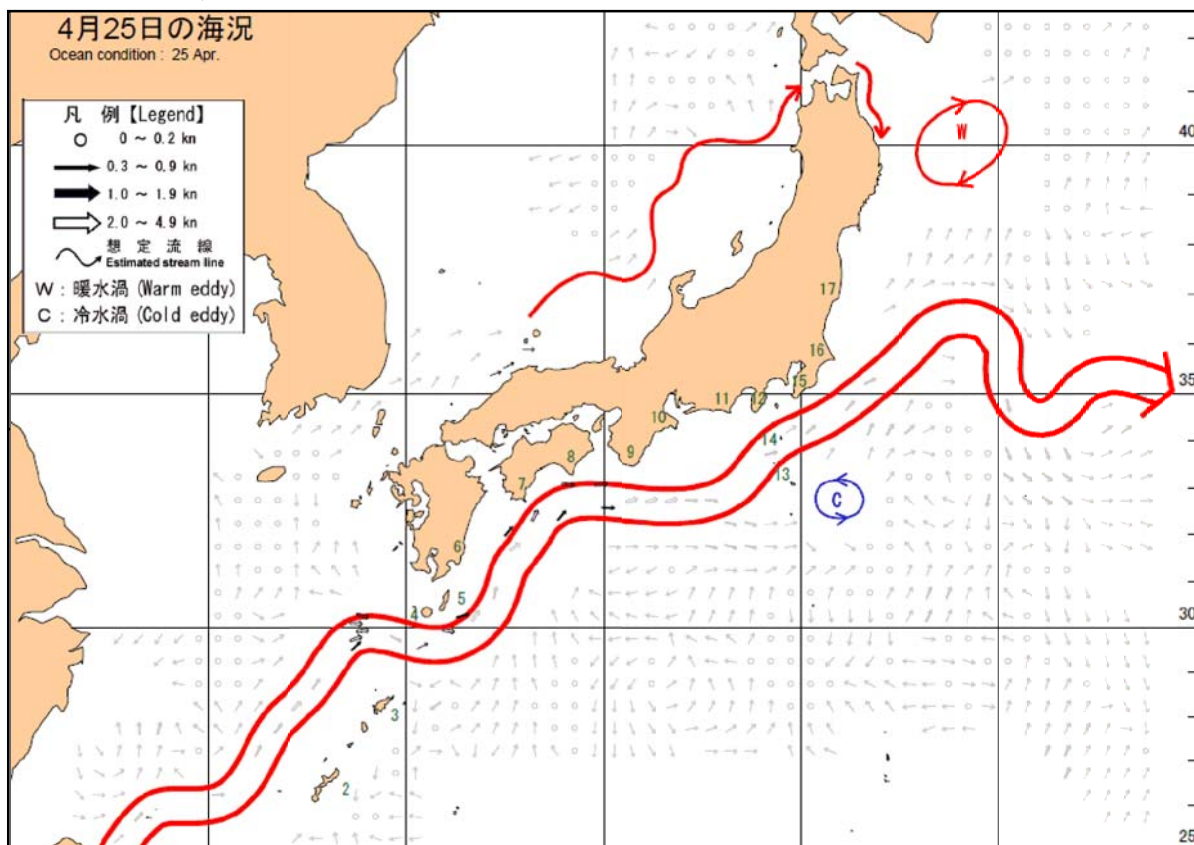 4月25日の海況
Ocean condition : 25 Apr.
凡 例【Legend】
0 ～ 0.2 kn
0.3 ～ 0.9 kn
1.0 ～ 1.9 kn
2.0 ～ 4.9 kn
想 定 流 線
Estimated stream line
W : 暖水渦 (Warm eddy)
C : 冷水渦 (Cold eddy)
W
40
17
16
15
35
12
11
10
14
9
8
13
7
C
6
5
4
30
3
2
25